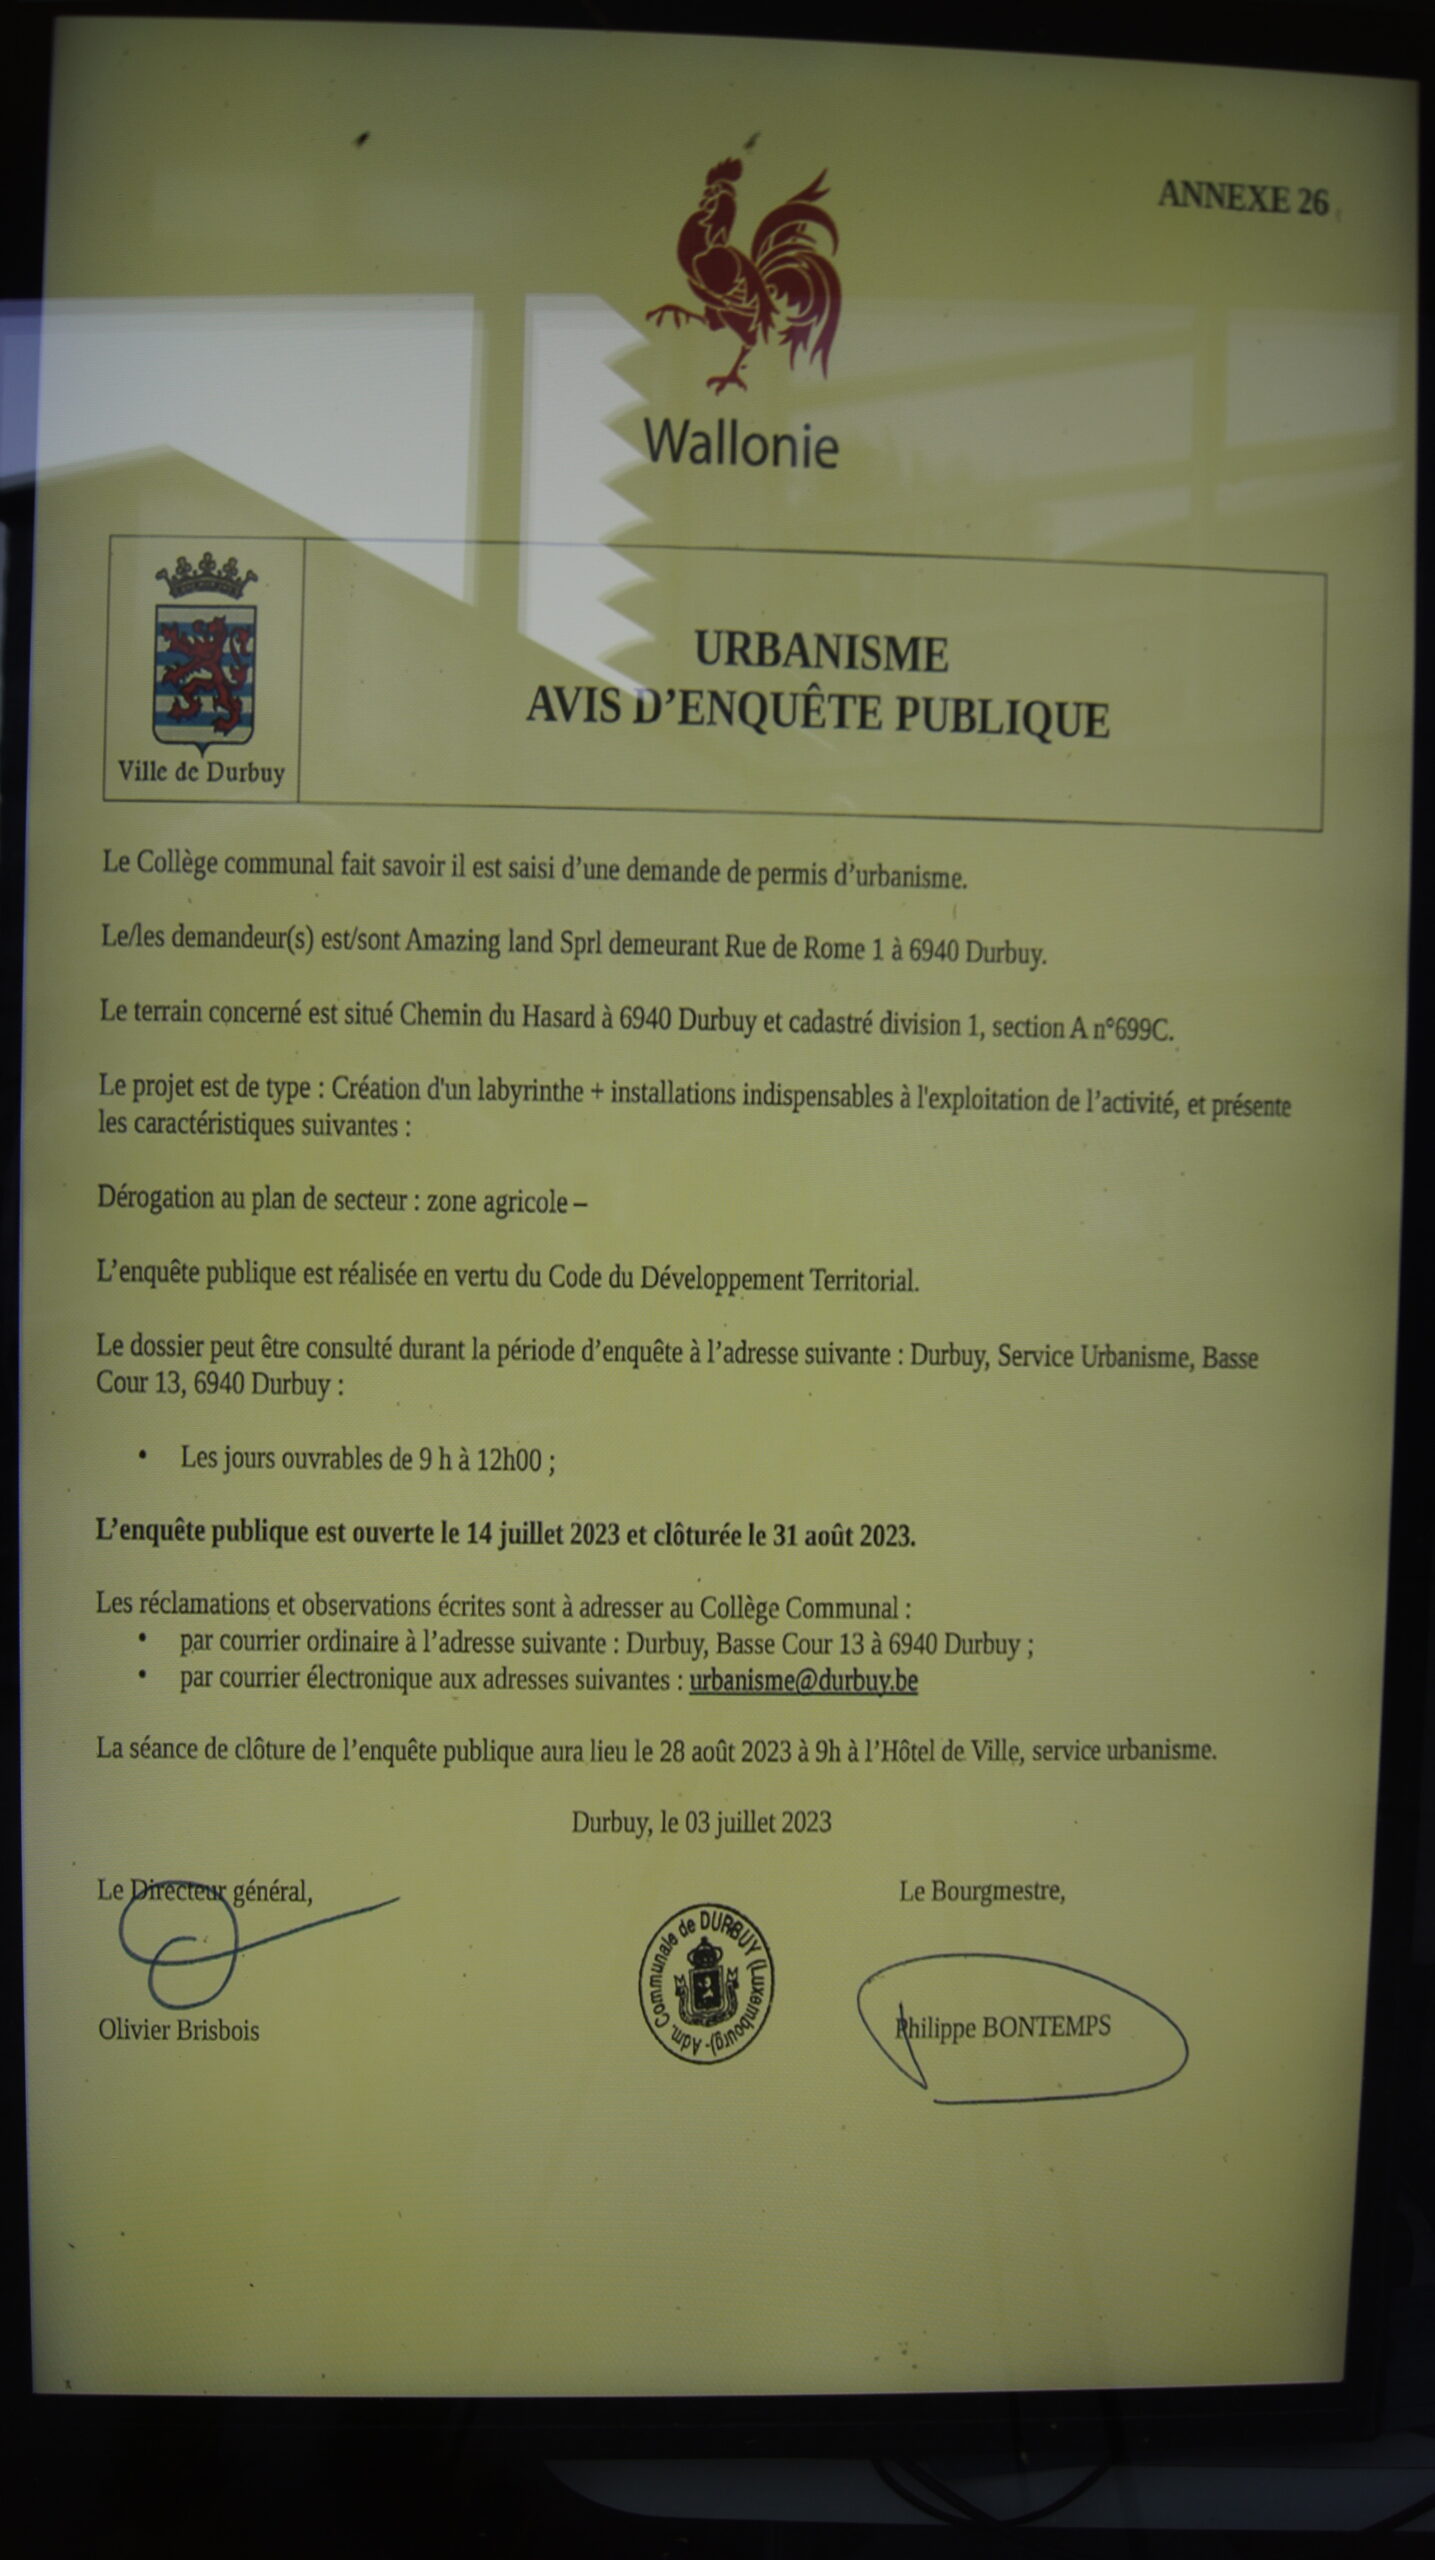 ANNEXE 26
Wallonie
Ville de Durbuy
URBANISME
AVIS D’ENQUÊTE PUBLIQUE
Le Collège communal fait savoir il est saisi d’une demande de permis d’urbanisme.
Le/les demandeur(s) est/sont Amazing land Sprl demeurant Rue de Rome 1 à 6940 Durbuy.
Le terrain concerné est situé Chemin du Hasard à 6940 Durbuy et cadastré division 1, section A n°699C.
Le projet est de type : Création d'un labyrinthe + installations indispensables à l'exploitation de l’activité, et présente
les caractéristiques suivantes :
Dérogation au plan de secteur : zone agricole –
L’enquête publique est réalisée en vertu du Code du Développement Territorial.
Le dossier peut être consulté durant la période d’enquête à l’adresse suivante : Durbuy, Service Urbanisme, Basse
Cour 13, 6940 Durbuy :
• Les jours ouvrables de 9 h à 12h00 ;
L’enquête publique est ouverte le 14 juillet 2023 et clôturée le 31 août 2023.
Les réclamations et observations écrites sont à adresser au Collège Communal :
• par courrier ordinaire à l’adresse suivante : Durbuy, Basse Cour 13 à 6940 Durbuy ;
• par courrier électronique aux adresses suivantes : urbanisme@durbuy.be
La séance de clôture de l’enquête publique aura lieu le 28 août 2023 à 9h à l’Hôtel de Ville, service urbanisme.
Durbuy, le 03 juillet 2023
Le Directeur général,
Le Bourgmestre,
Adm. Communale de DURBUY (Luxembourg)-
Olivier Brisbois
Philippe BONTEMPS